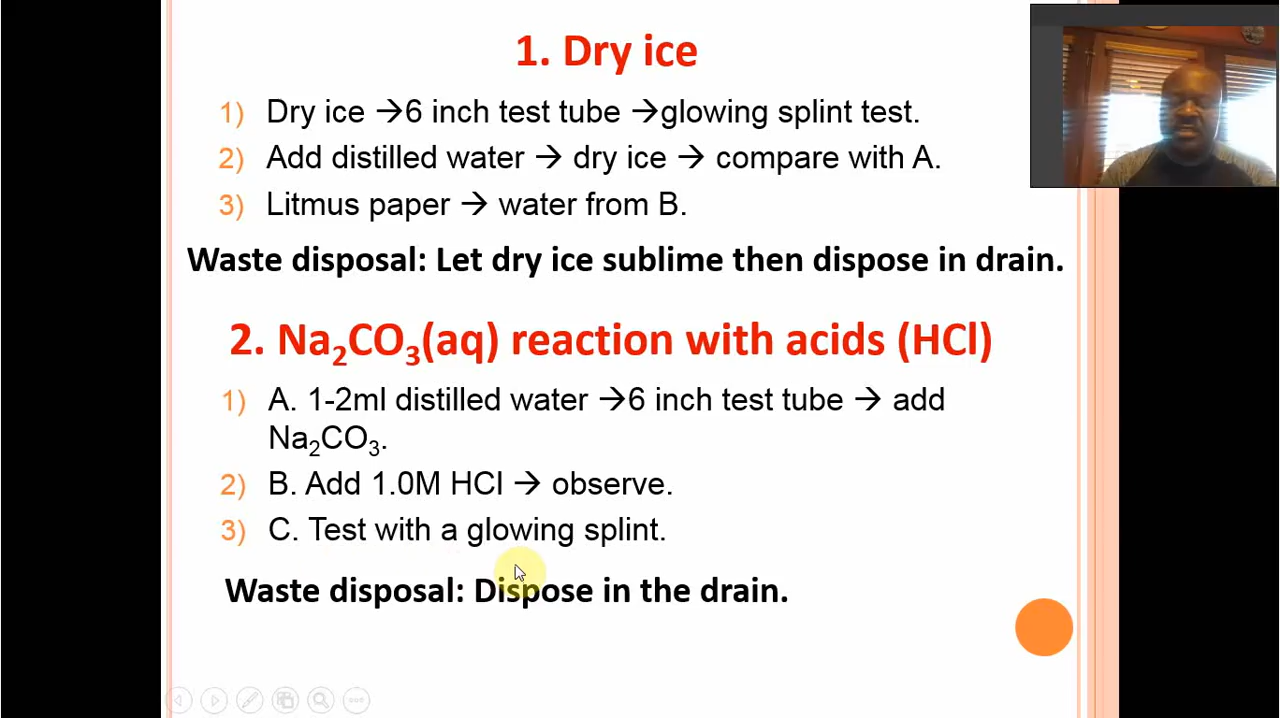 1. Dry ice
1) Dry ice →6 inch test tube →glowing splint test.
2) Add distilled water → dry ice → compare with A.
3) Litmus paper → water from B.
Waste disposal: Let dry ice sublime then dispose in drain.
2. Na₂CO₃(aq) reaction with acids (HCl)
1) A. 1-2ml distilled water →6 inch test tube → add
Na₂CO₃.
2) B. Add 1.0M HCl → observe.
3) C. Test with a glowing splint.
Waste disposal: Dispose in the drain.